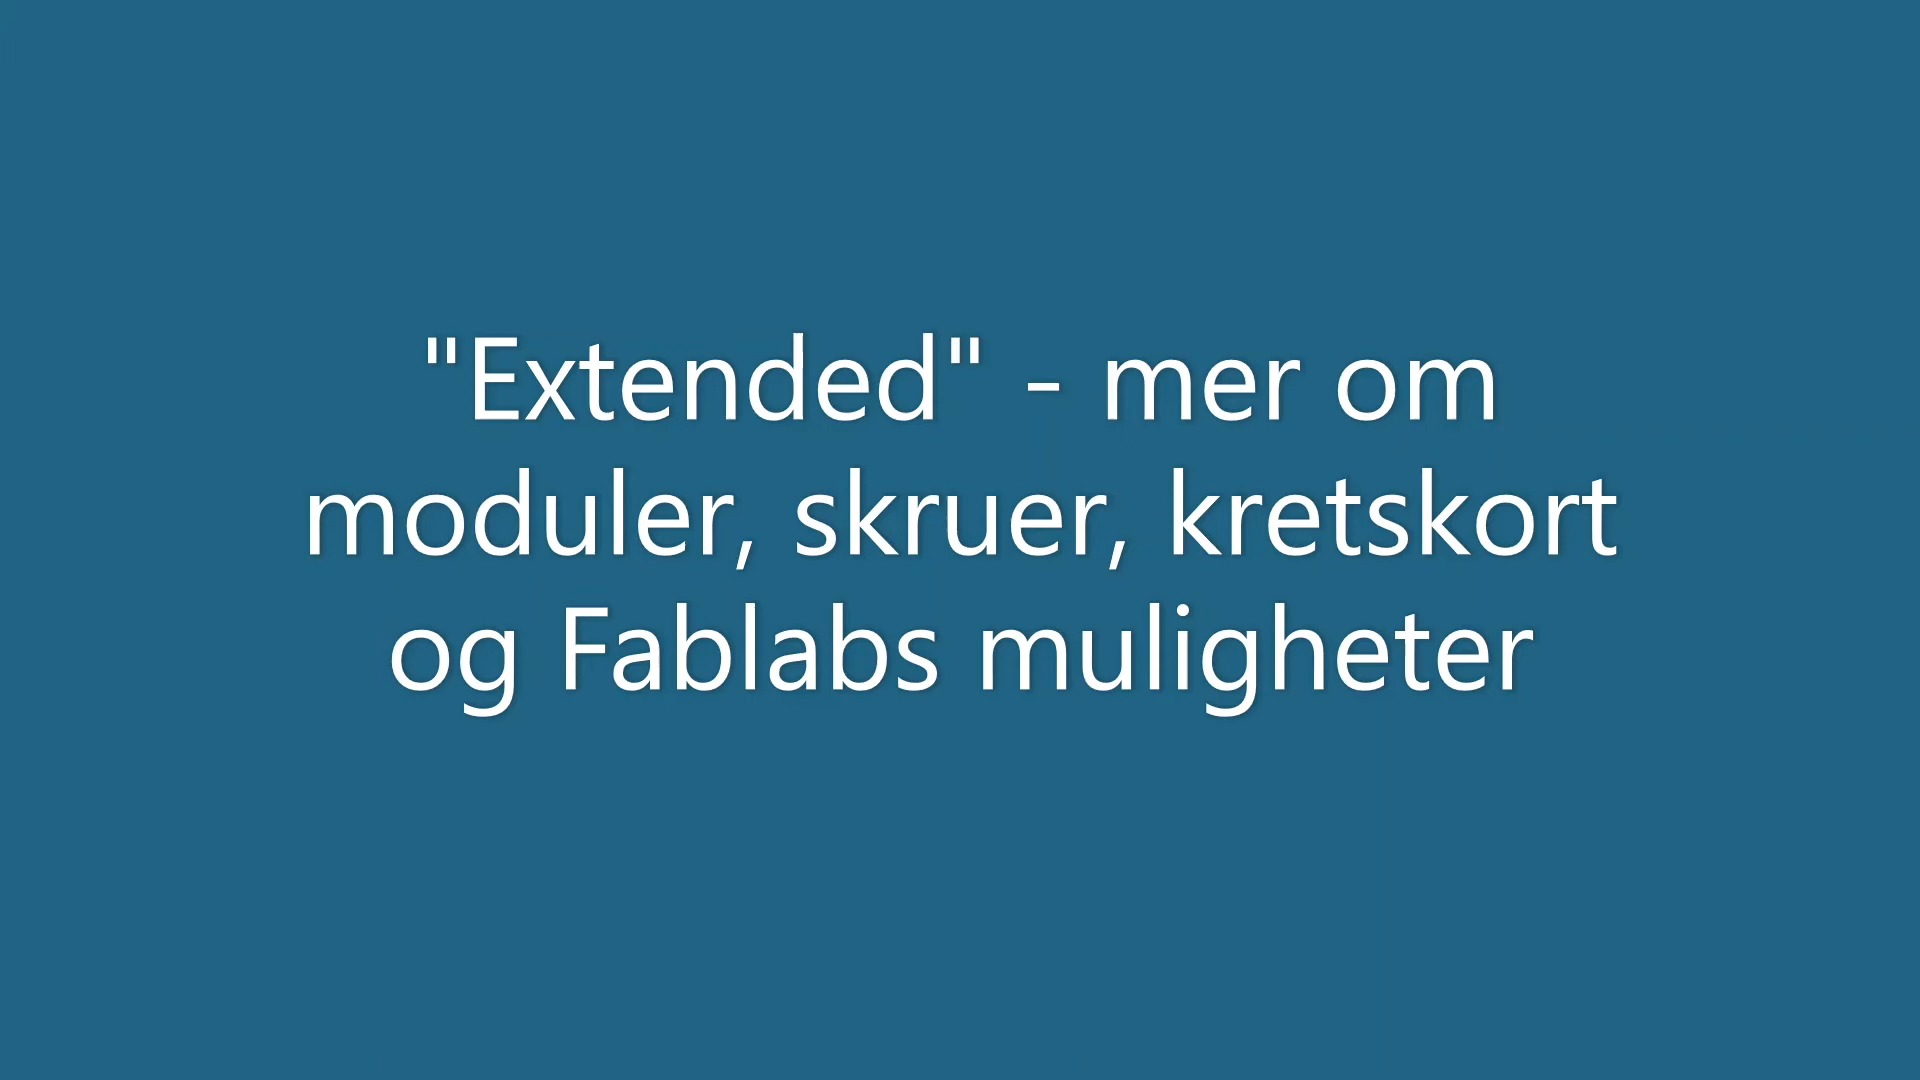 "Extended" - mer om
moduler, skruer, kretskort
og Fablabs muligheter